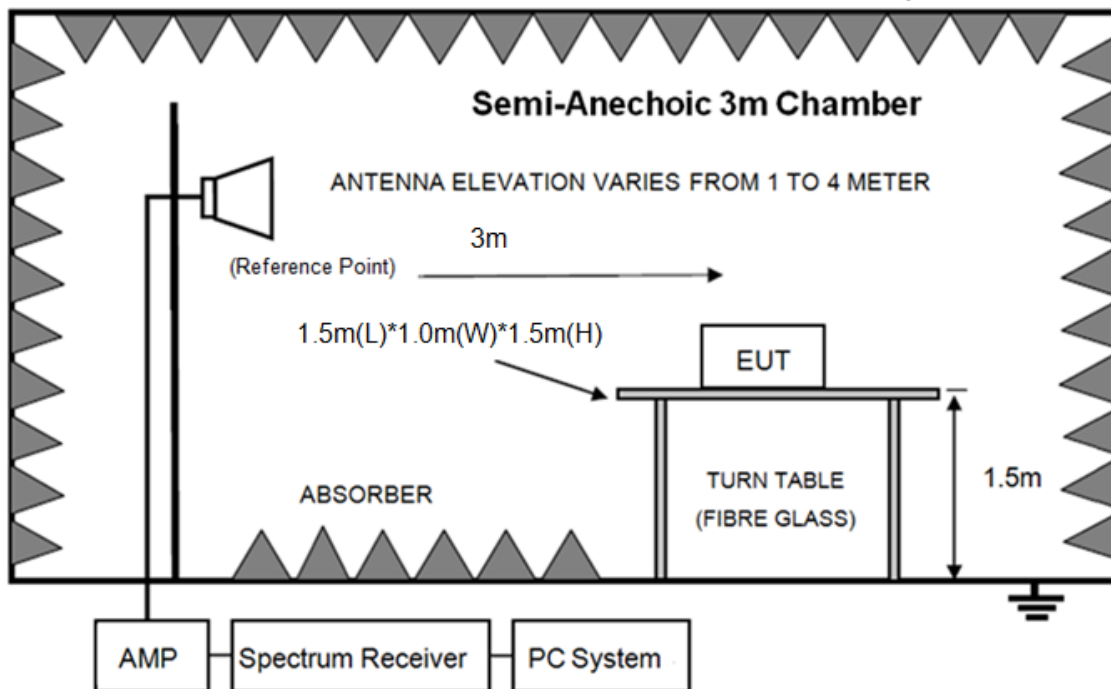 Semi-Anechoic 3m Chamber
ANTENNA ELEVATION VARIES FROM 1 TO 4 METER
3m
(Reference Point)
1.5m(L)*1.0m(W)*1.5m(H)
EUT
TURN TABLE
(FIBRE GLASS)
1.5m
ABSORBER
AMP
Spectrum Receiver
PC System